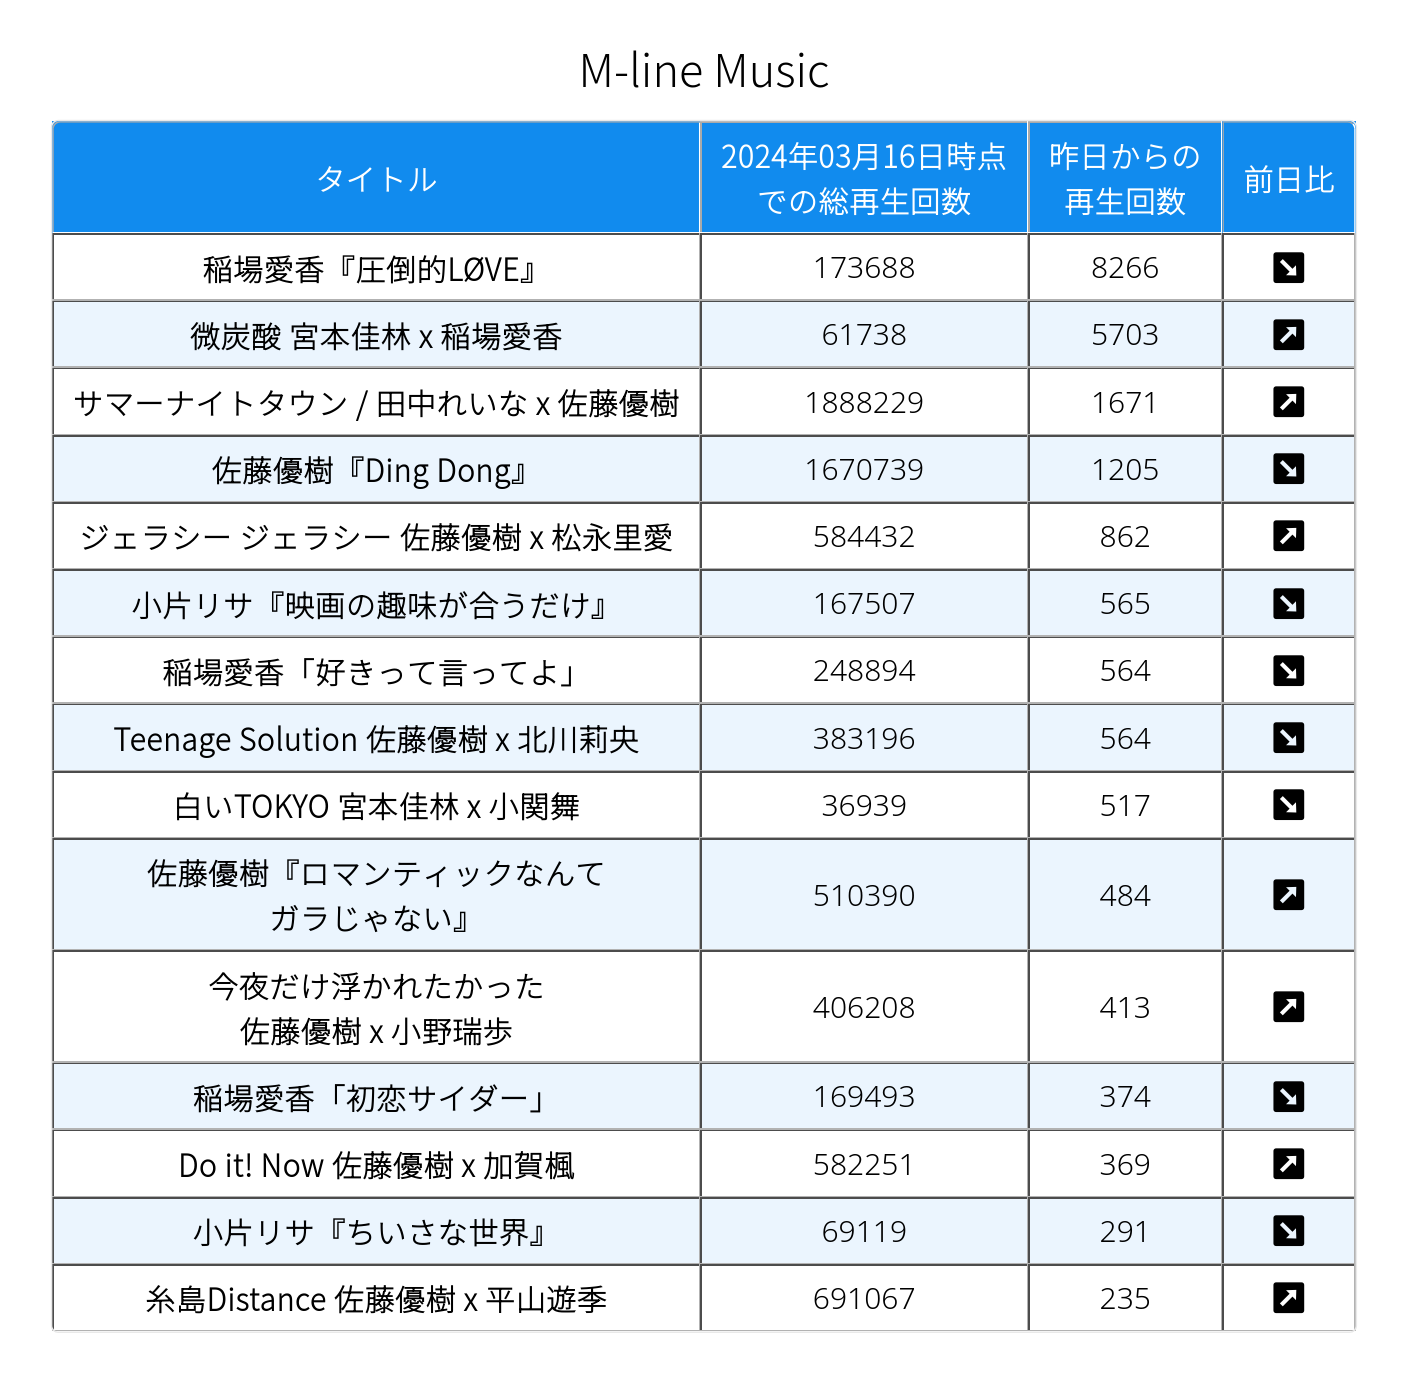 M-line Music
タイトル
2024年03月16日時点
での総再生回数
昨日からの
再生回数
前日比
稲場愛香『圧倒的LØVE』 173688 8266 ↘
微炭酸 宮本佳林 x 稲場愛香 61738 5703 ↗
サマーナイトタウン / 田中れいな x 佐藤優樹 1888229 1671 ↗
佐藤優樹『Ding Dong』 1670739 1205 ↘
ジェラシー ジェラシー 佐藤優樹 x 松永里愛 584432 862 ↗
小片リサ『映画の趣味が合うだけ』 167507 565 ↘
稲場愛香「好きって言ってよ」 248894 564 ↘
Teenage Solution 佐藤優樹 x 北川莉央 383196 564 ↘
白いTOKYO 宮本佳林 x 小関舞 36939 517 ↘
佐藤優樹『ロマンティックなんて
ガラじゃない』 510390 484 ↗
今夜だけ浮かれたかった
佐藤優樹 x 小野瑞歩 406208 413 ↗
稲場愛香「初恋サイダー」 169493 374 ↘
Do it! Now 佐藤優樹 x 加賀楓 582251 369 ↗
小片リサ『ちいさな世界』 69119 291 ↘
糸島Distance 佐藤優樹 x 平山遊季 691067 235 ↗